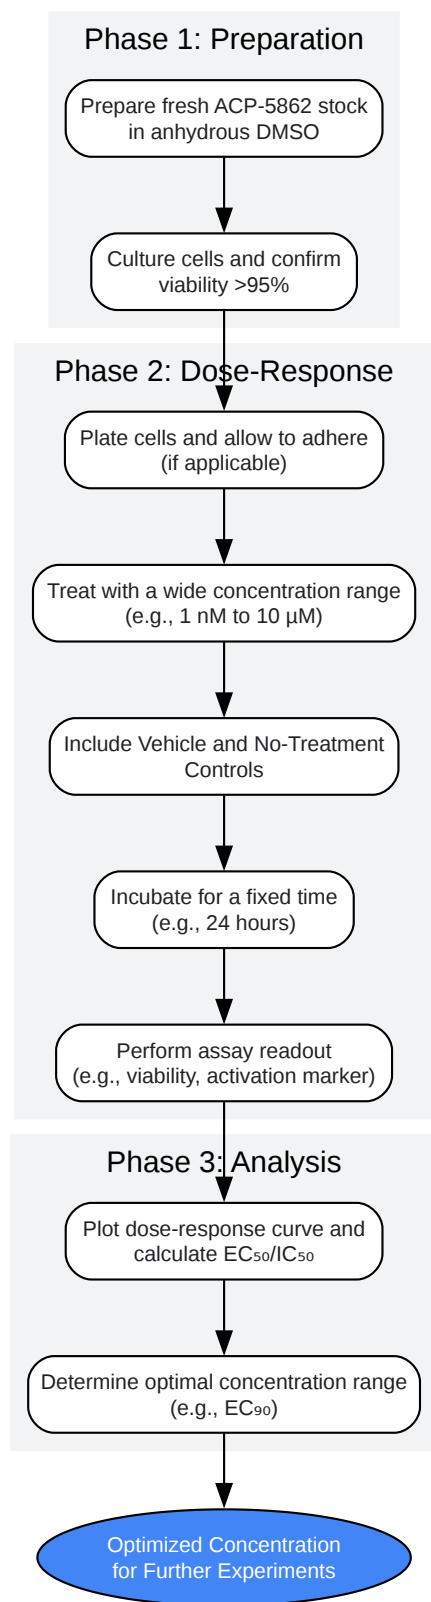 Phase 1: Preparation
Prepare fresh ACP-5862 stock
in anhydrous DMSO
Culture cells and confirm
viability >95%
Phase 2: Dose-Response
Plate cells and allow to adhere
(if applicable)
Treat with a wide concentration range
(e.g., 1 nM to 10 µM)
Include Vehicle and No-Treatment
Controls
Incubate for a fixed time
(e.g., 24 hours)
Perform assay readout
(e.g., viability, activation marker)
Phase 3: Analysis
Plot dose-response curve and
calculate EC₅₀/IC₅₀
Determine optimal concentration range
(e.g., EC₉₀)
Optimized Concentration
for Further Experiments